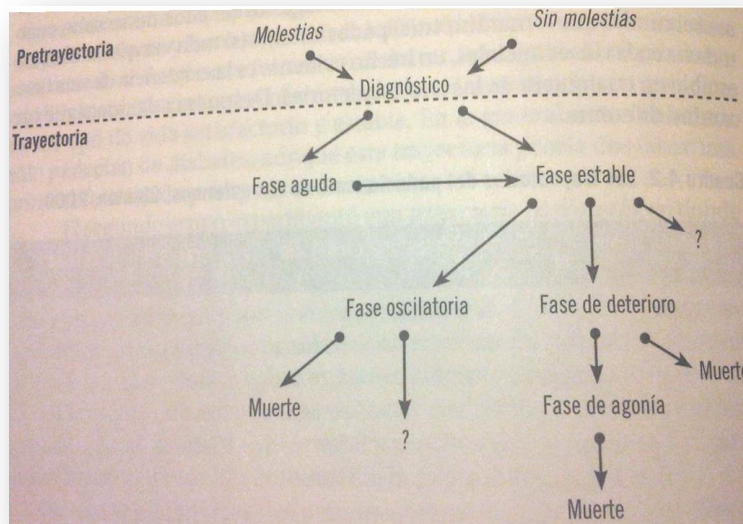 Molestias
Sin molestias
Pretrayectoria
Diagnóstico
Trayectoria
Fase aguda
Fase estable
?
Fase oscilatoria
Fase de deterioro
Muerte
Muerte
?
Fase de agonía
Muerte